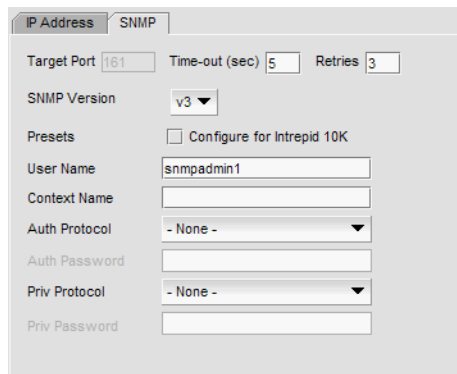 IP Address SNMP
Target Port 161 Time-out (sec) 5 Retries 3
SNMP Version v3
Presets Configure for Intrepid 10K
User Name snmpadmin1
Context Name
Auth Protocol - None -
Auth Password
Priv Protocol - None -
Priv Password